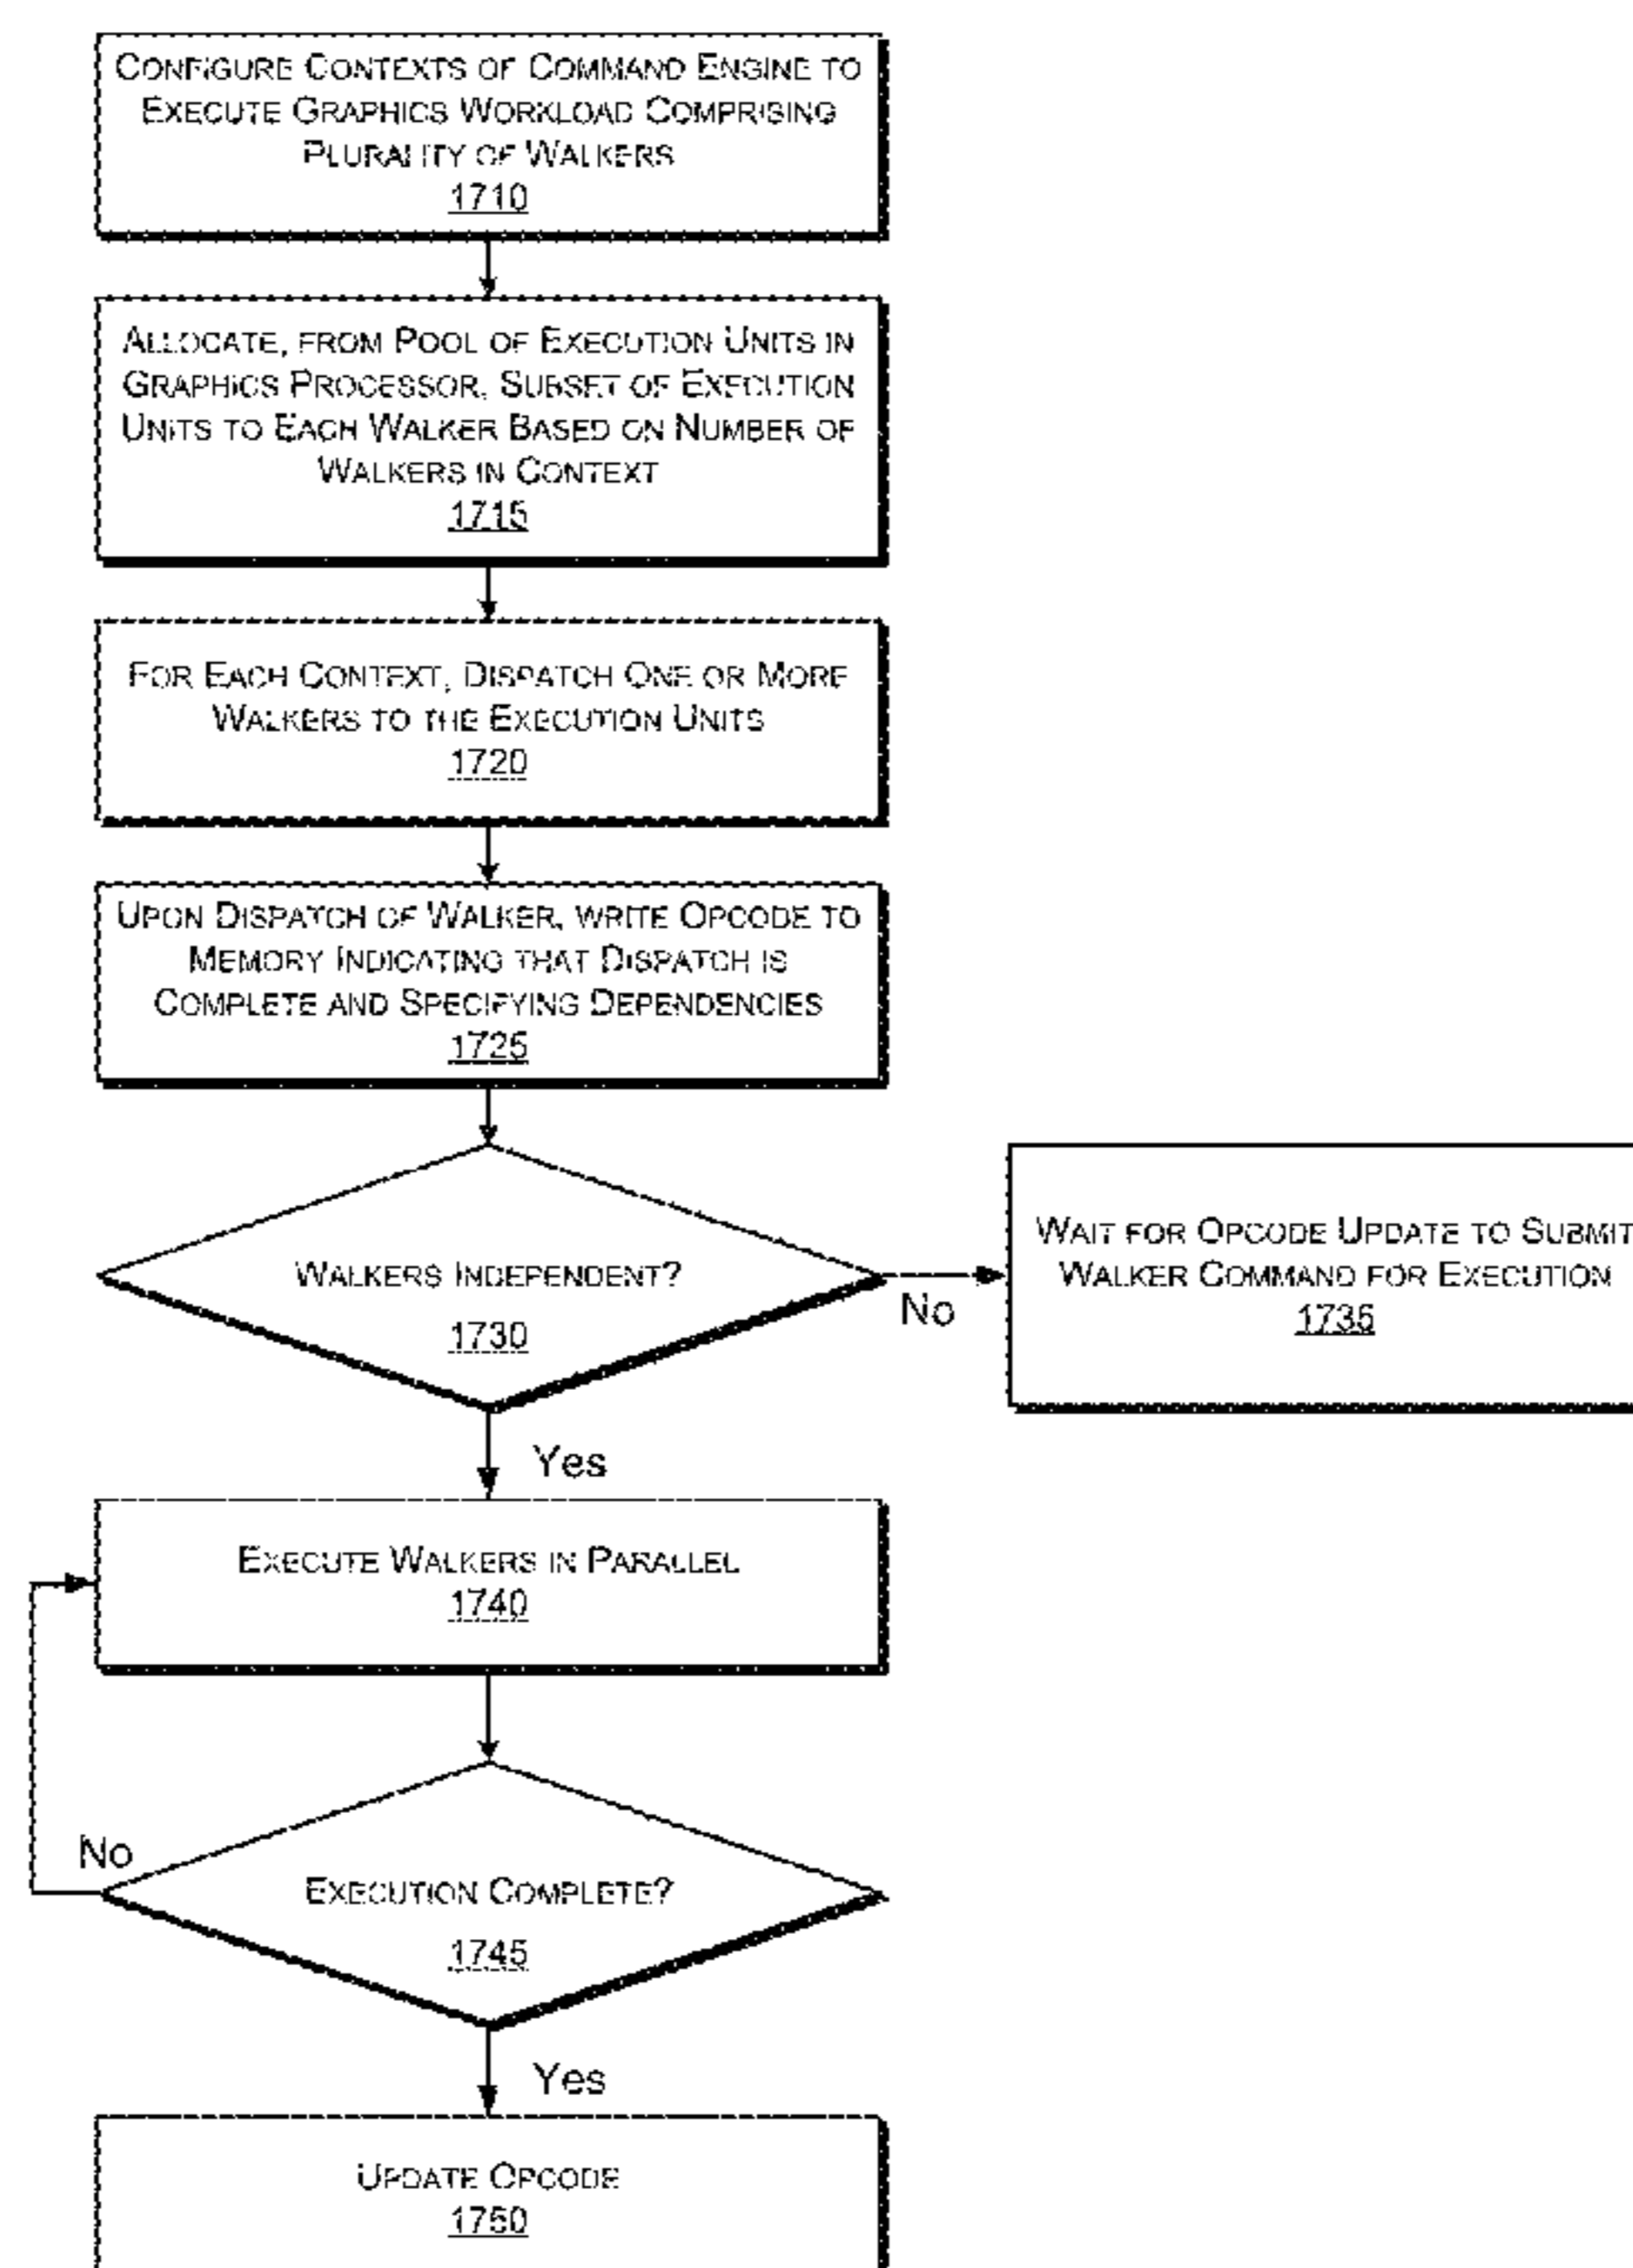 CONFIGURE CONTEXTS OF COMMAND ENGINE TO
EXECUTE GRAPHICS WORKLOAD COMPRISING
PLURALITY OF WALKERS
1710
ALLOCATE, FROM POOL OF EXECUTION UNITS IN
GRAPHICS PROCESSOR, SUBSET OF EXECUTION
UNITS TO EACH WALKER BASED ON NUMBER OF
WALKERS IN CONTEXT
1715
FOR EACH CONTEXT, DISPATCH ONE OR MORE
WALKERS TO THE EXECUTION UNITS
1720
UPON DISPATCH OF WALKER, WRITE OPCODE TO
MEMORY INDICATING THAT DISPATCH IS
COMPLETE AND SPECIFYING DEPENDENCIES
1725
WALKERS INDEPENDENT?
1730
No
WAIT FOR OPCODE UPDATE TO SUBMIT
WALKER COMMAND FOR EXECUTION
1735
Yes
EXECUTE WALKERS IN PARALLEL
1740
No
EXECUTION COMPLETE?
1745
Yes
UPDATE OPCODE
1750